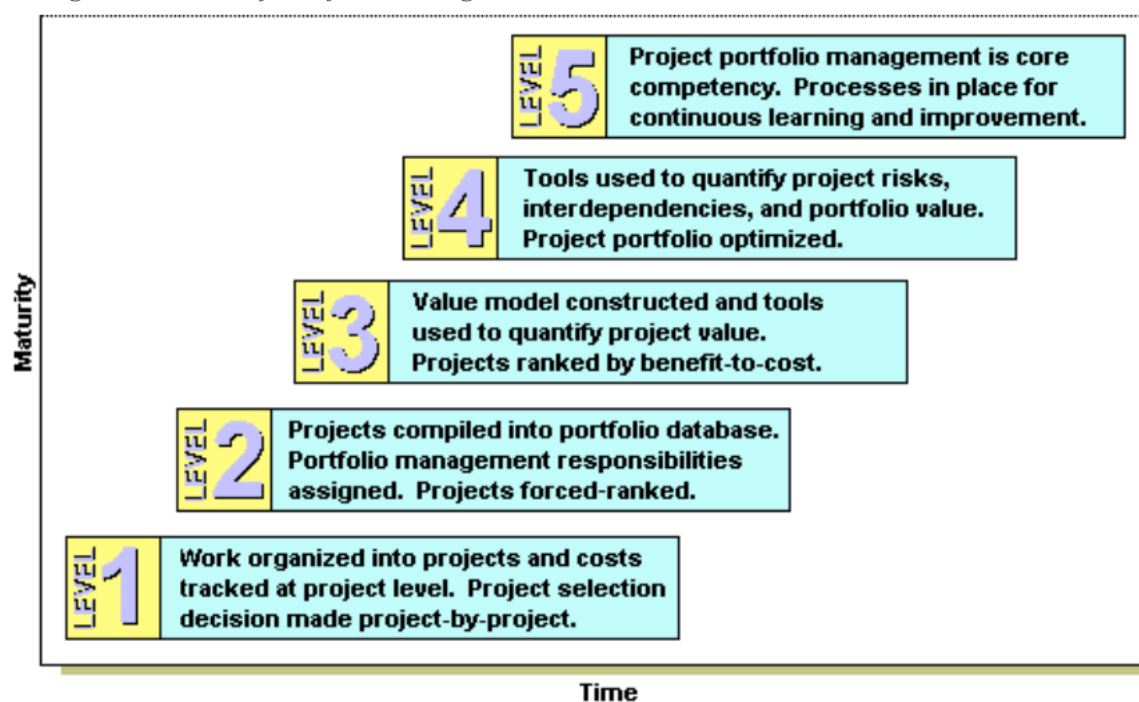 LEVEL 5
Project portfolio management is core
competency. Processes in place for
continuous learning and improvement.
LEVEL 4
Tools used to quantify project risks,
interdependencies, and portfolio value.
Project portfolio optimized.
LEVEL 3
Value model constructed and tools
used to quantify project value.
Projects ranked by benefit-to-cost.
LEVEL 2
Projects compiled into portfolio database.
Portfolio management responsibilities
assigned. Projects forced-ranked.
LEVEL 1
Work organized into projects and costs
tracked at project level. Project selection
decision made project-by-project.
Maturity
Time